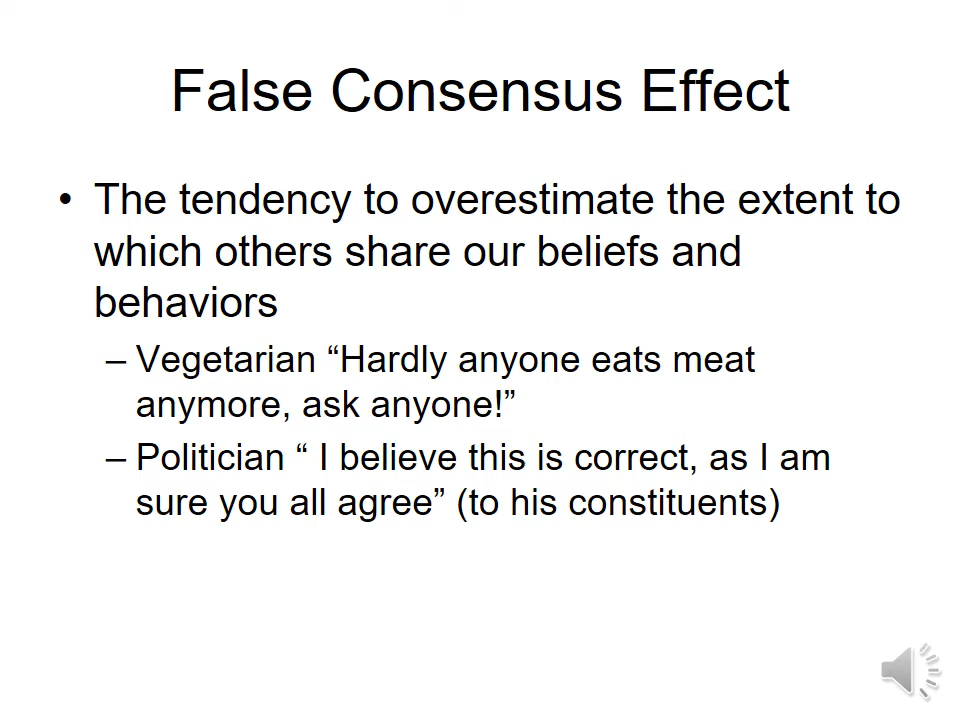 False Consensus Effect
• The tendency to overestimate the extent to
which others share our beliefs and
behaviors
– Vegetarian “Hardly anyone eats meat
anymore, ask anyone!”
– Politician “ I believe this is correct, as I am
sure you all agree” (to his constituents)